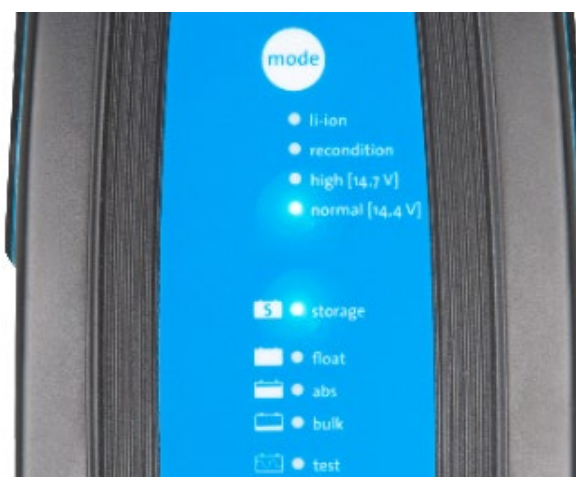 mode
li-ion
recondition
high [14.7 V]
normal [14.4 V]
S storage
float
abs
bulk
test